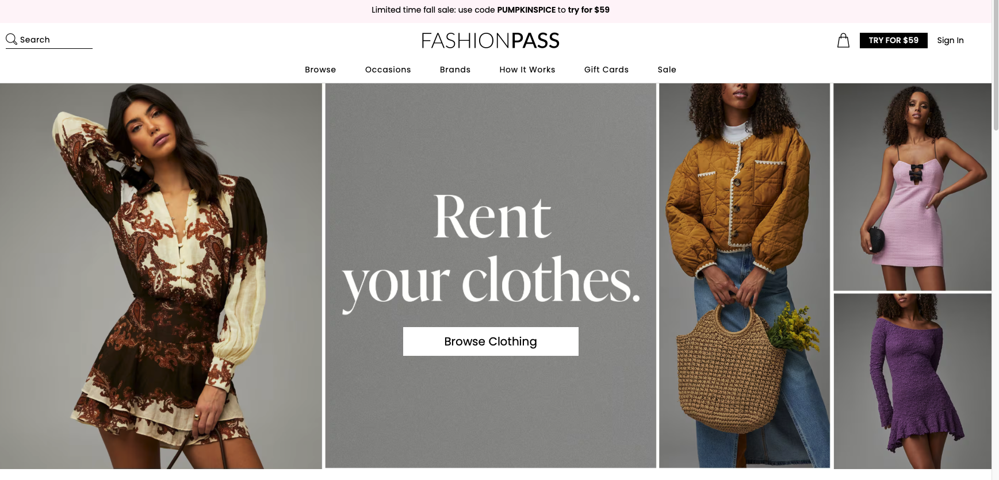 Limited time fall sale: use code PUMPKINSPICE to try for $59
Search
FASHIONPASS
TRY FOR $59
Sign In
Browse
Occasions
Brands
How It Works
Gift Cards
Sale
Rent
your clothes.
Browse Clothing